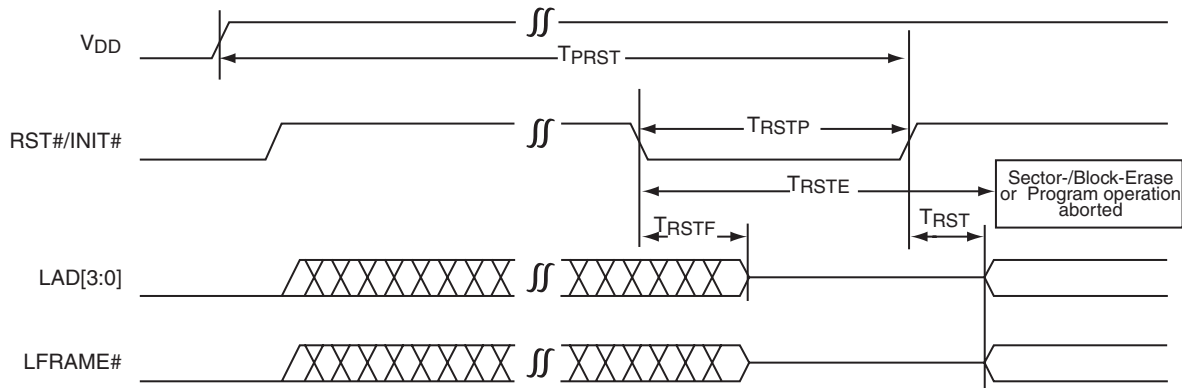 VDD
TPRST
RST#/INIT#
TRSTP
TRSTE
Sector-/Block-Erase
or Program operation
aborted
TRSTF
TRST
LAD[3:0]
LFRAME#